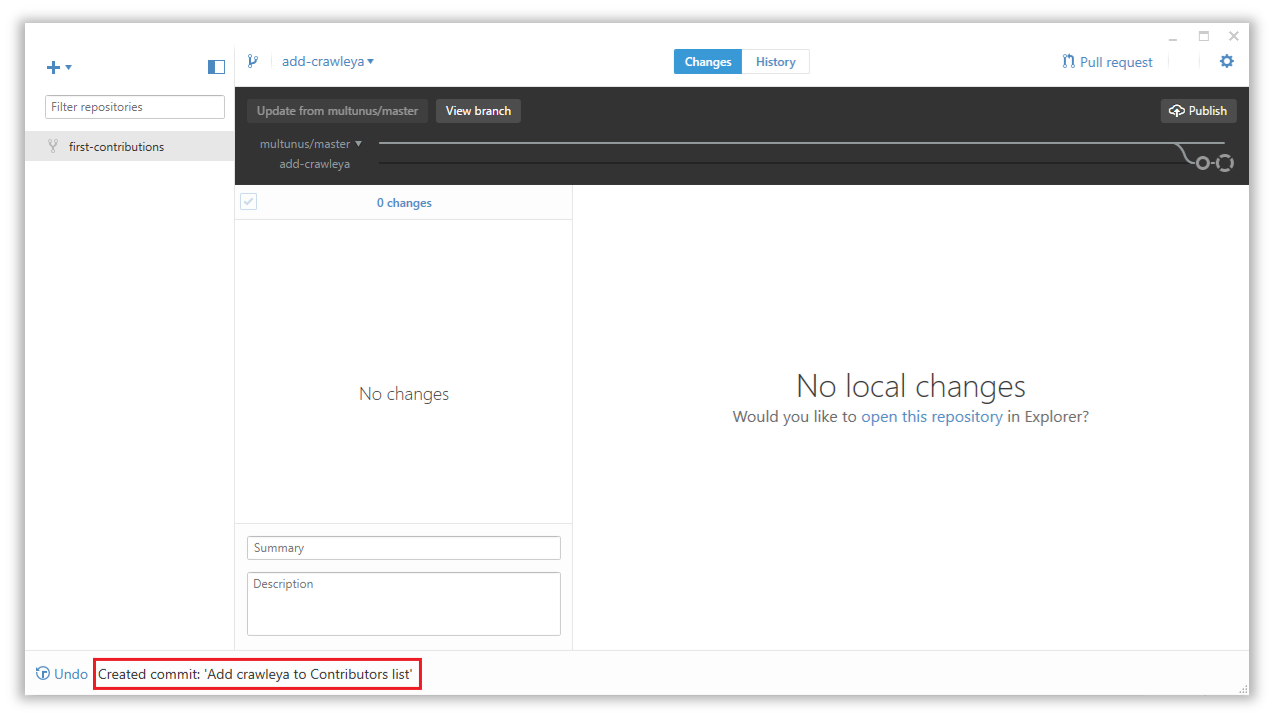 add-crawleya
Changes
History
Pull request
Filter repositories
first-contributions
Update from multunus/master
View branch
Publish
multunus/master
add-crawleya
0 changes
No changes
No local changes
Would you like to open this repository in Explorer?
Summary
Description
Undo
Created commit: 'Add crawleya to Contributors list'